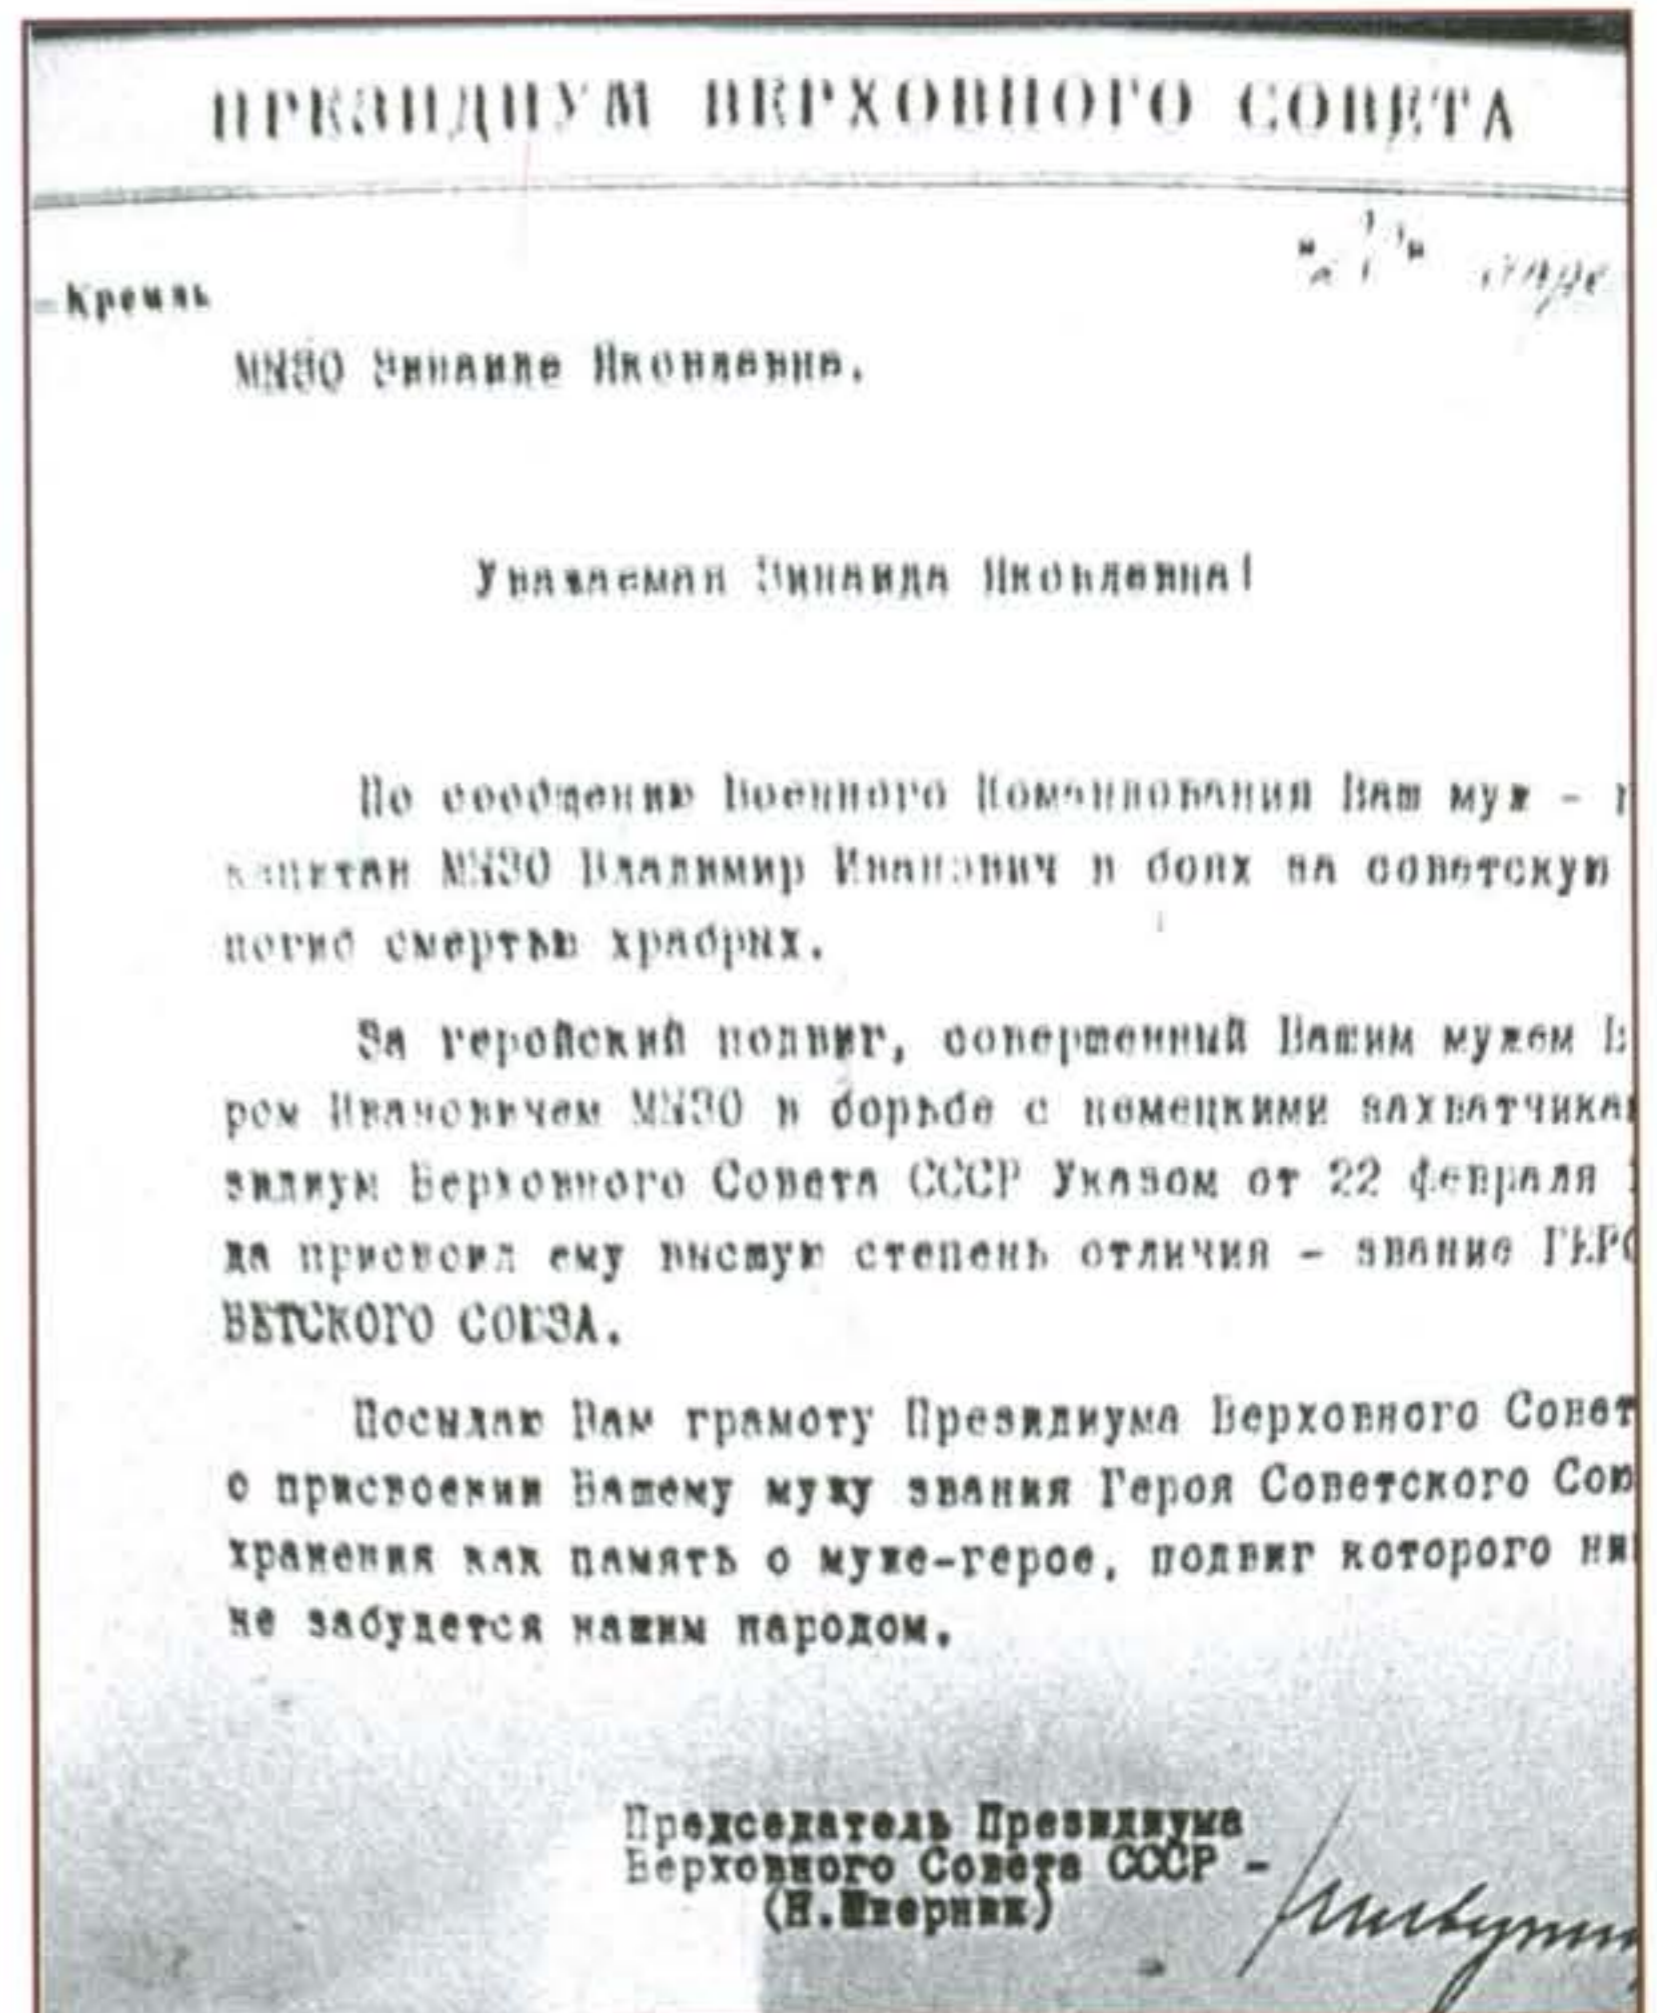 ПРЕЗИДИУМ ВЕРХОВНОГО СОВЕТА
Кремль
МЫЗО Зинаиде Яковлевне.
Уважаемая Зинаида Яковлевна!
По сообщению Военного Командования Ваш муж -
капитан МЫЗО Владимир Иванович в боях за советскую
погиб смертью храбрых.
За геройский подвиг, совершенный Вашим мужем В
ром Ивановичем МЫЗО в борьбе с немецкими захватчика
зидиум Верховного Совета СССР Указом от 22 февраля
да присвоил ему высшую степень отличия - звание ГЕРО
ВЕТСКОГО СОЮЗА.
Посылаю Вам грамоту Президиума Верховного Совет
о присвоении Вашему мужу звания Героя Советского Сою
хранения как память о муже-герое, подвиг которого ни
не забудется нашим народом.
Председатель Президиума
Верховного Совета СССР -
(Н.Шверник)